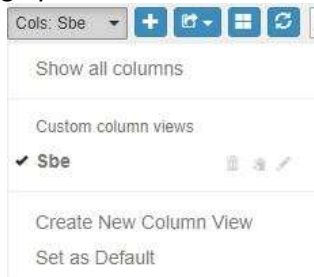 Cols: Sbe
Show all columns
Custom column views
Sbe
Create New Column View
Set as Default